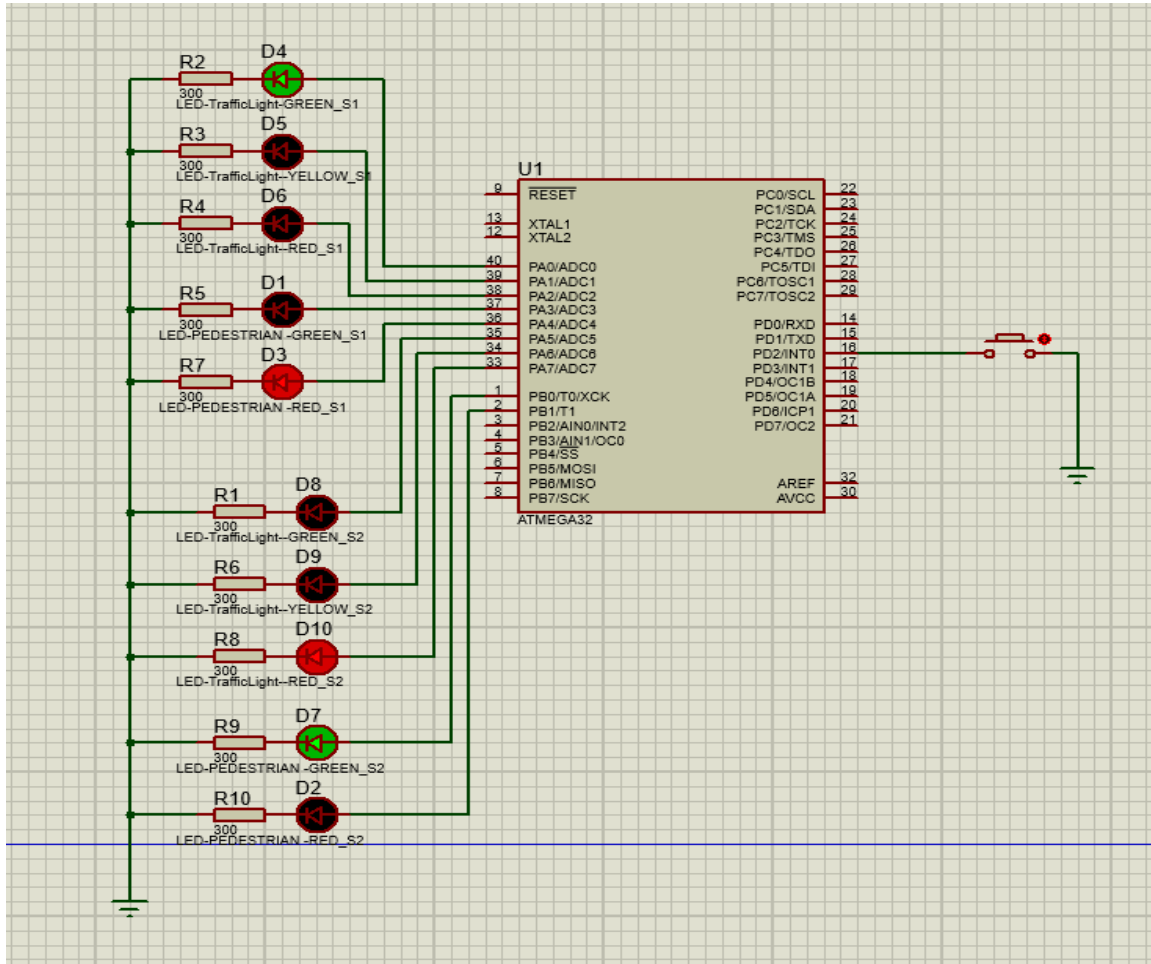 R2
D4
300
LED-TrafficLight-GREEN_S1
R3
D5
300
LED-TrafficLight--YELLOW_S1
R4
D6
300
LED-TrafficLight--RED_S1
R5
D1
300
LED-PEDESTRIAN -GREEN_S1
R7
D3
300
LED-PEDESTRIAN -RED_S1
R1
D8
300
LED-TrafficLight--GREEN_S2
R6
D9
300
LED-TrafficLight--YELLOW_S2
R8
D10
300
LED-TrafficLight--RED_S2
R9
D7
300
LED-PEDESTRIAN -GREEN_S2
R10
D2
300
LED-PEDESTRIAN -RED_S2
U1
9 RESET
13 XTAL1
12 XTAL2
40 PA0/ADC0
39 PA1/ADC1
38 PA2/ADC2
37 PA3/ADC3
36 PA4/ADC4
35 PA5/ADC5
34 PA6/ADC6
33 PA7/ADC7
1 PB0/T0/XCK
2 PB1/T1
3 PB2/AIN0/INT2
4 PB3/AIN1/OC0
5 PB4/SS
6 PB5/MOSI
7 PB6/MISO
8 PB7/SCK
PC0/SCL 22
PC1/SDA 23
PC2/TCK 24
PC3/TMS 25
PC4/TDO 26
PC5/TDI 27
PC6/TOSC1 28
PC7/TOSC2 29
PD0/RXD 14
PD1/TXD 15
PD2/INT0 16
PD3/INT1 17
PD4/OC1B 18
PD5/OC1A 19
PD6/ICP1 20
PD7/OC2 21
AREF 32
AVCC 30
ATMEGA32